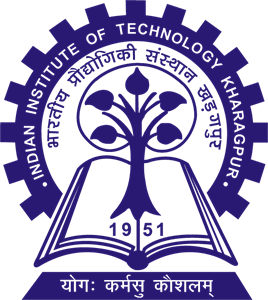 • INDIAN INSTITUTE OF TECHNOLOGY KHARAGPUR •
भारतीय प्रौद्योगिकी संस्थान खड़गपुर
1951
योगः कर्मसु कौशलम्